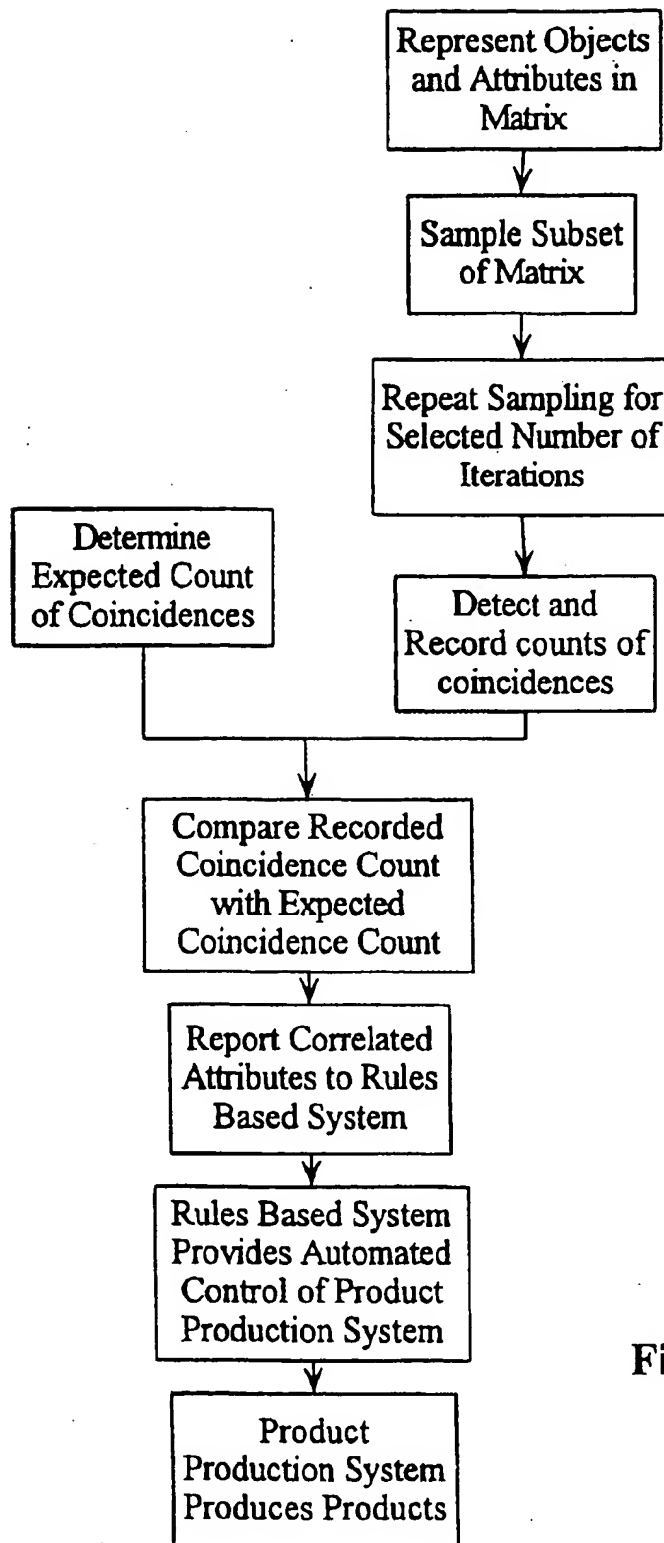 Represent Objects
and Attributes in
Matrix
Sample Subset
of Matrix
Repeat Sampling for
Selected Number of
Iterations
Determine
Expected Count
of Coincidences
Detect and
Record counts of
coincidences
Compare Recorded
Coincidence Count
with Expected
Coincidence Count
Report Correlated
Attributes to Rules
Based System
Rules Based System
Provides Automated
Control of Product
Production System
Product
Production System
Produces Products